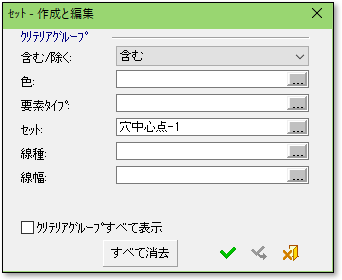 ｾｯﾄ - 作成と編集
ｸﾘﾃﾘｱｸﾞﾙｰﾌﾟ
含む/除く: 含む
色: ...
要素ﾀｲﾌﾟ: ...
ｾｯﾄ: 穴中心点-1 ...
線種: ...
線幅: ...
ｸﾘﾃﾘｱｸﾞﾙｰﾌﾟすべて表示
すべて消去